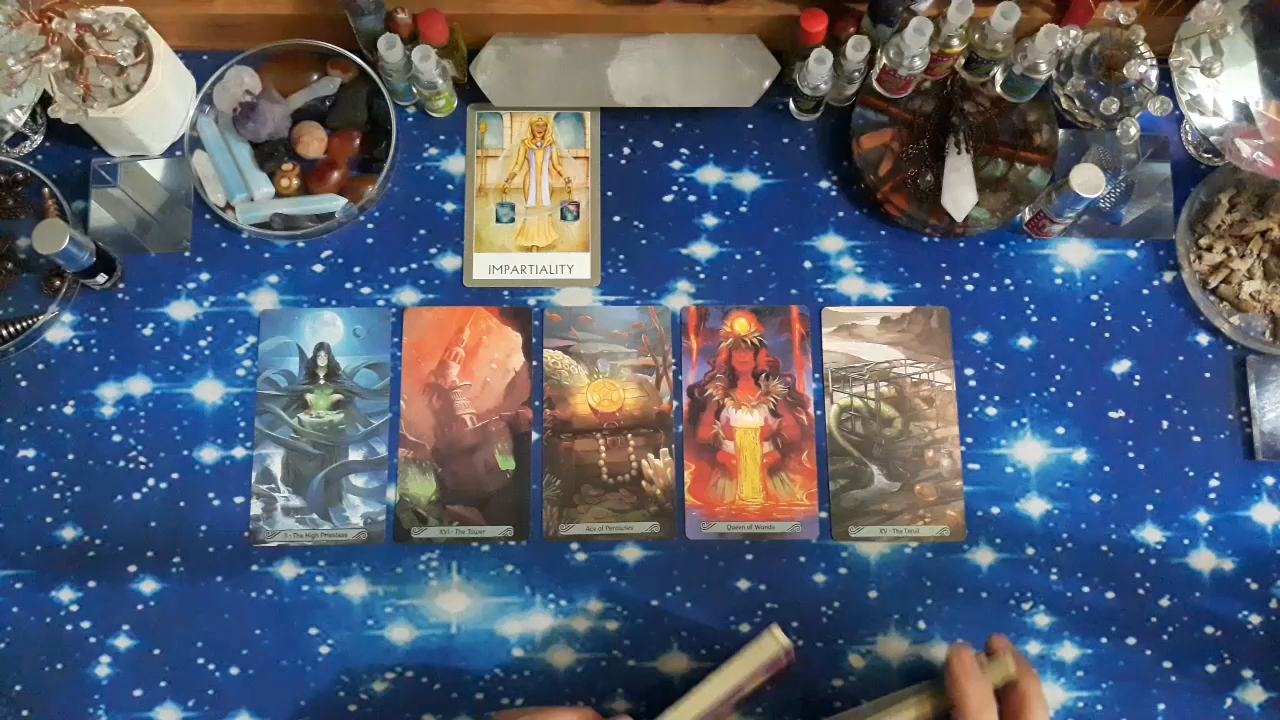 IMPARTIALITY
II - The High Priestess
XVI - The Tower
Ace of Pentacles
Queen of Wands
XV - The Devil